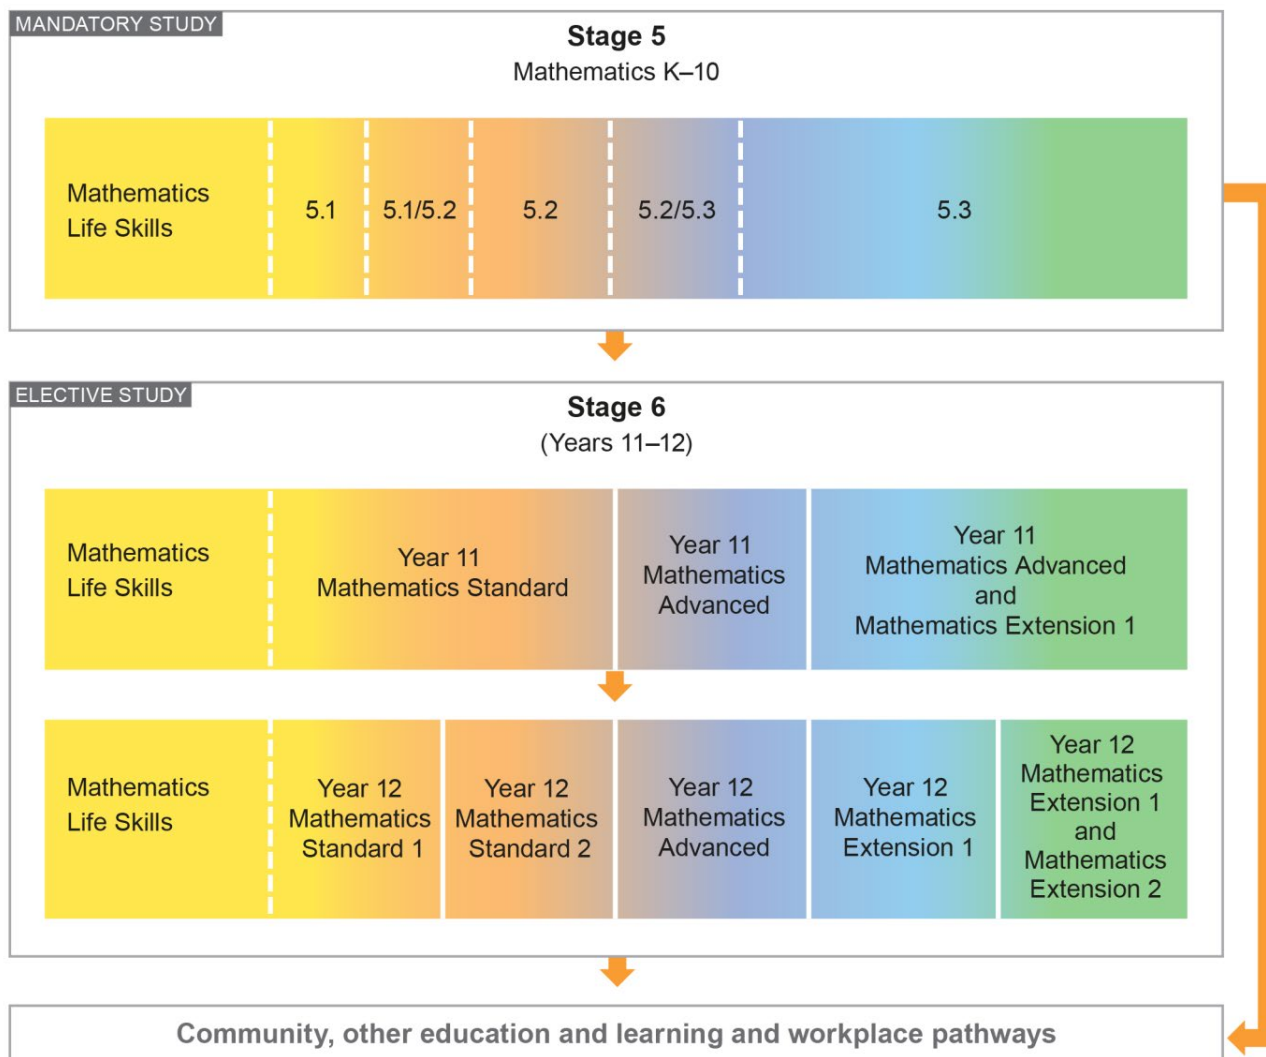 MANDATORY STUDY
Stage 5
Mathematics K–10
Mathematics
Life Skills
5.1
5.1/5.2
5.2
5.2/5.3
5.3
ELECTIVE STUDY
Stage 6
(Years 11–12)
Mathematics
Life Skills
Year 11
Mathematics Standard
Year 11
Mathematics
Advanced
Year 11
Mathematics Advanced
and
Mathematics Extension 1
Mathematics
Life Skills
Year 12
Mathematics
Standard 1
Year 12
Mathematics
Standard 2
Year 12
Mathematics
Advanced
Year 12
Mathematics
Extension 1
Year 12
Mathematics
Extension 1
and
Mathematics
Extension 2
Community, other education and learning and workplace pathways